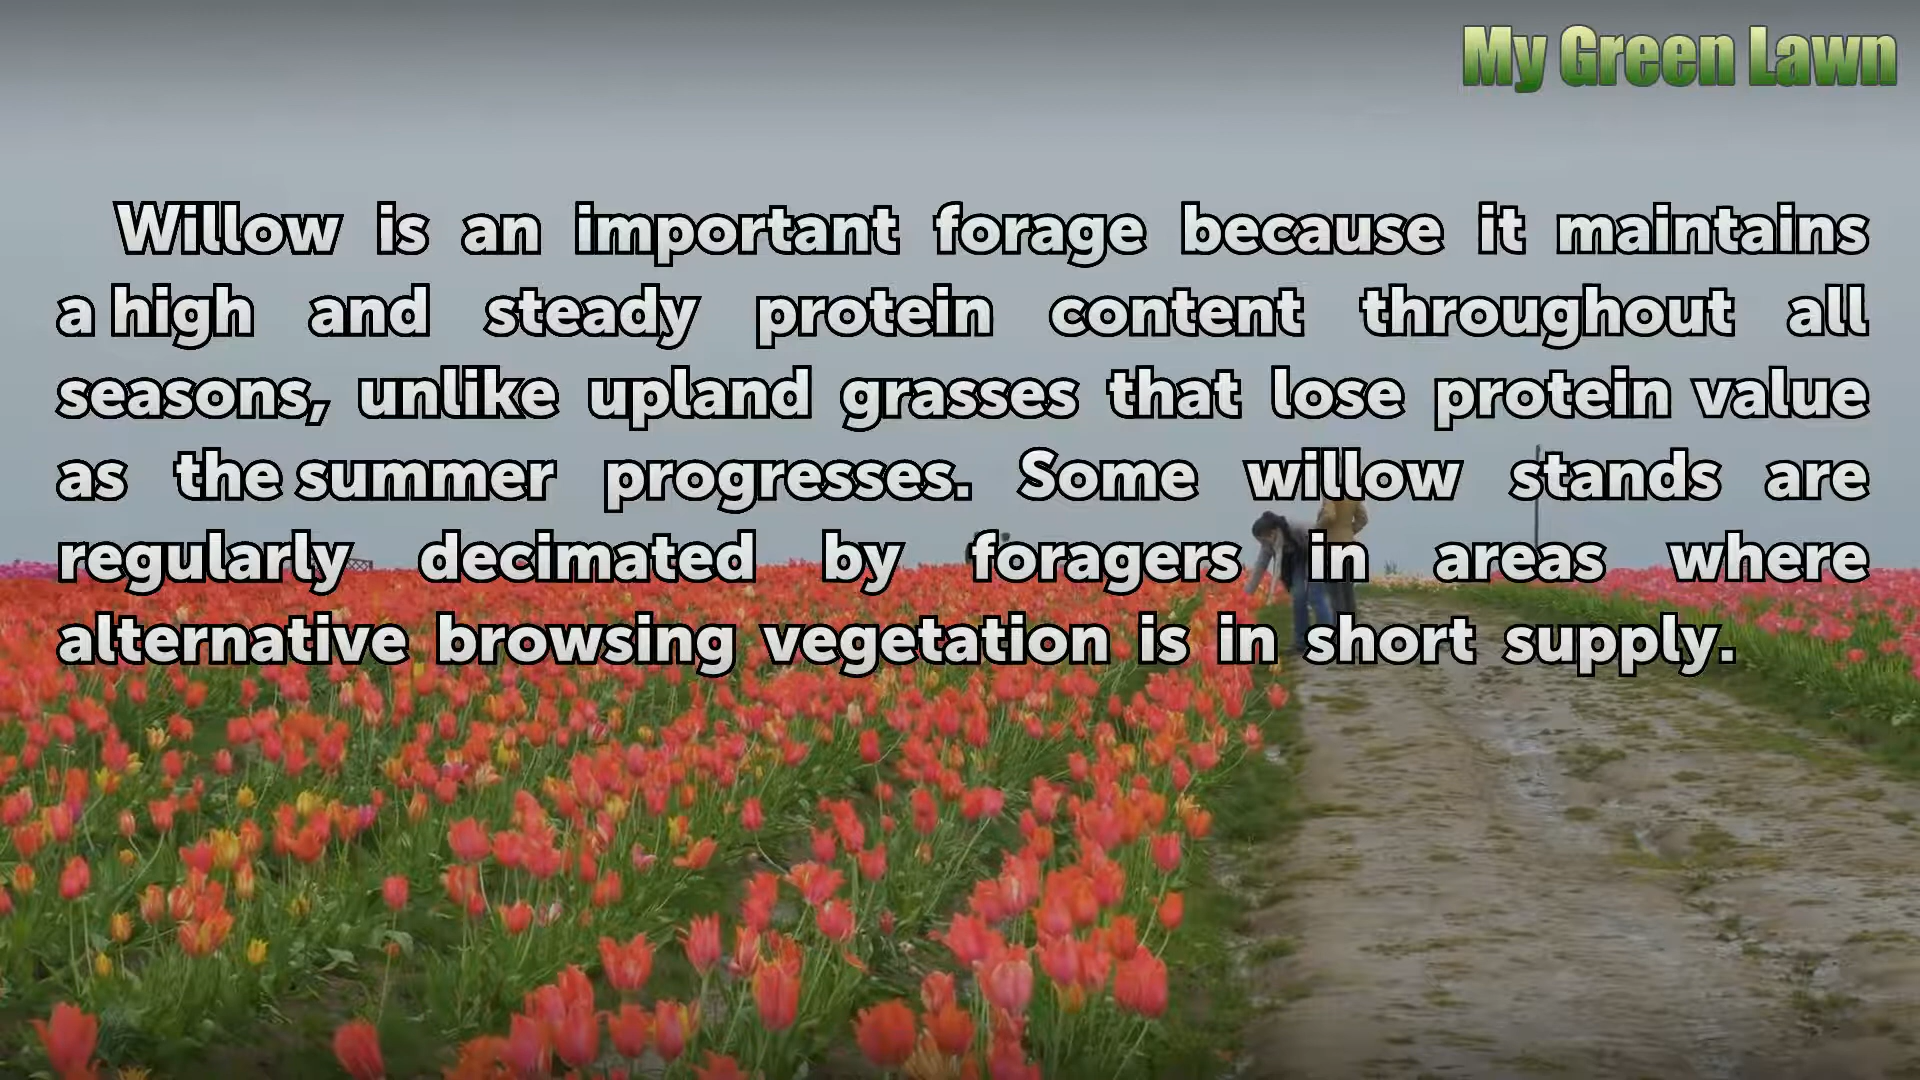 My Green Lawn
Willow is an important forage because it maintains
a high and steady protein content throughout all
seasons, unlike upland grasses that lose protein value
as the summer progresses. Some willow stands are
regularly decimated by foragers in areas where
alternative browsing vegetation is in short supply.